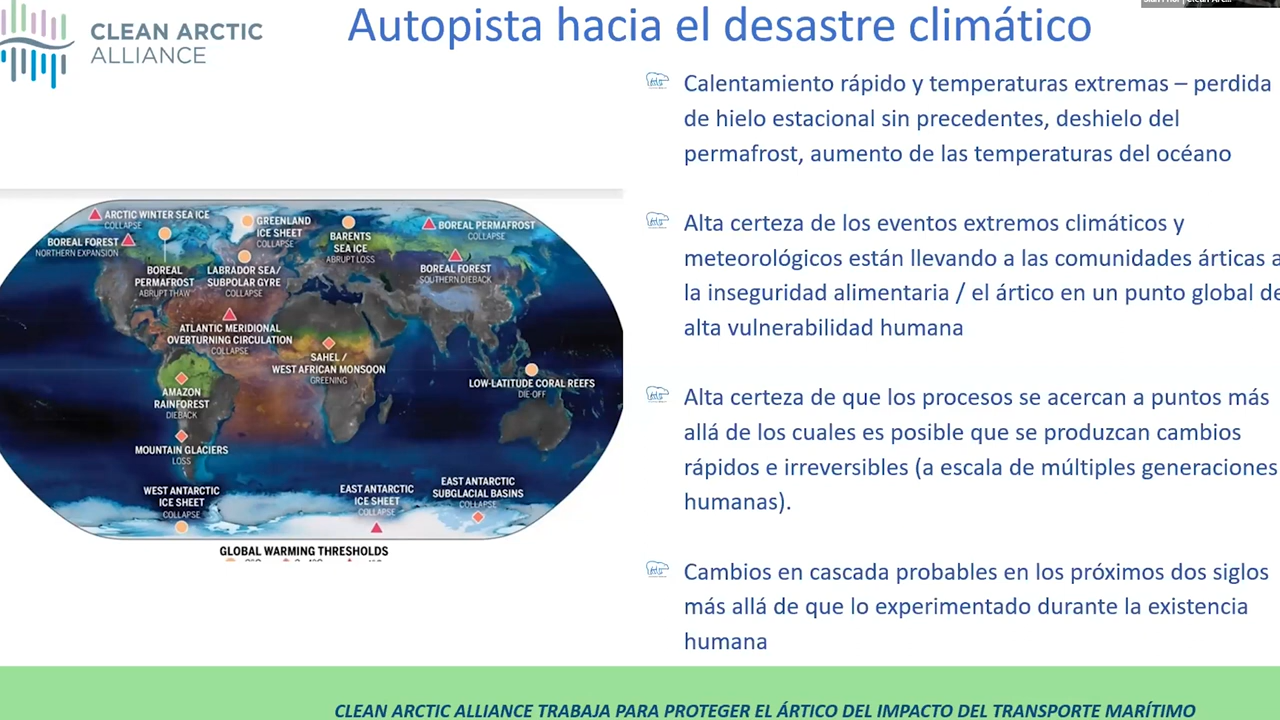 CLEAN ARCTIC
ALLIANCE
Autopista hacia el desastre climático
Calentamiento rápido y temperaturas extremas – perdida
de hielo estacional sin precedentes, deshielo del
permafrost, aumento de las temperaturas del océano
Alta certeza de los eventos extremos climáticos y
meteorológicos están llevando a las comunidades árticas a
la inseguridad alimentaria / el ártico en un punto global de
alta vulnerabilidad humana
Alta certeza de que los procesos se acercan a puntos más
allá de los cuales es posible que se produzcan cambios
rápidos e irreversibles (a escala de múltiples generaciones
humanas).
Cambios en cascada probables en los próximos dos siglos
más allá de que lo experimentado durante la existencia
humana
ARCTIC WINTER SEA ICE
COLLAPSE
GREENLAND
ICE SHEET
COLLAPSE
BARENTS
SEA ICE
ABRUPT LOSS
BOREAL PERMAFROST
COLLAPSE
BOREAL FOREST
NORTHERN EXPANSION
BOREAL
PERMAFROST
ABRUPT THAW
LABRADOR SEA/
SUBPOLAR GYRE
COLLAPSE
BOREAL FOREST
SOUTHERN DIEBACK
ATLANTIC MERIDIONAL
OVERTURNING CIRCULATION
COLLAPSE
SAHEL /
WEST AFRICAN MONSOON
GREENING
LOW-LATITUDE CORAL REEFS
DIE-OFF
AMAZON
RAINFOREST
DIEBACK
MOUNTAIN GLACIERS
LOSS
WEST ANTARCTIC
ICE SHEET
COLLAPSE
EAST ANTARCTIC
ICE SHEET
COLLAPSE
EAST ANTARCTIC
SUBGLACIAL BASINS
COLLAPSE
GLOBAL WARMING THRESHOLDS
CLEAN ARCTIC ALLIANCE TRABAJA PARA PROTEGER EL ÁRTICO DEL IMPACTO DEL TRANSPORTE MARÍTIMO